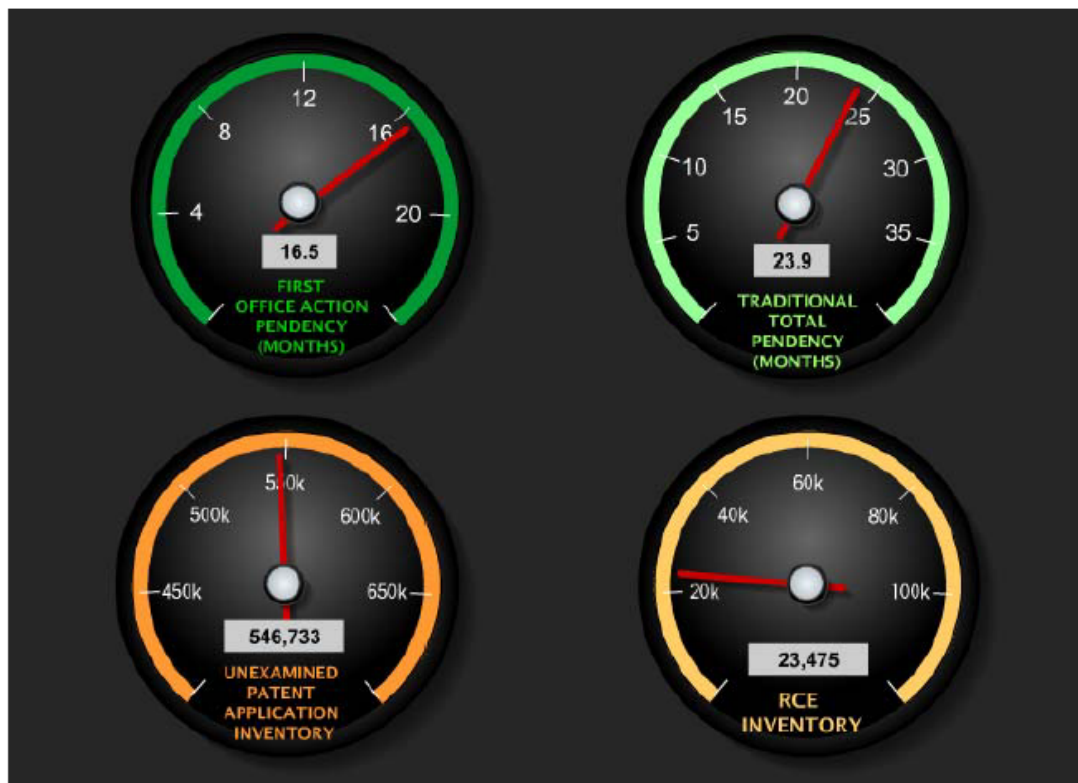 12
8
16
4
20
16.5
FIRST
OFFICE ACTION
PENDENCY
(MONTHS)
20
15
25
10
30
5
35
23.9
TRADITIONAL
TOTAL
PENDENCY
(MONTHS)
550k
500k
600k
450k
650k
546,733
UNEXAMINED
PATENT
APPLICATION
INVENTORY
60k
40k
80k
20k
100k
23,475
RCE
INVENTORY